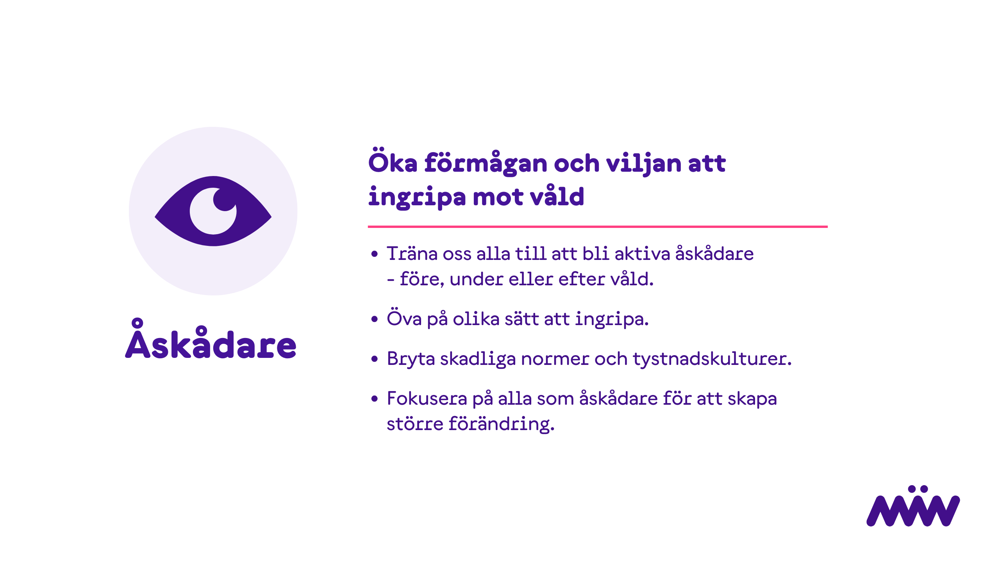 Åskådare
Öka förmågan och viljan att
ingripa mot våld
• Träna oss alla till att bli aktiva åskådare
- före, under eller efter våld.
• Öva på olika sätt att ingripa.
• Bryta skadliga normer och tystnadskulturer.
• Fokusera på alla som åskådare för att skapa
större förändring.
MÄN